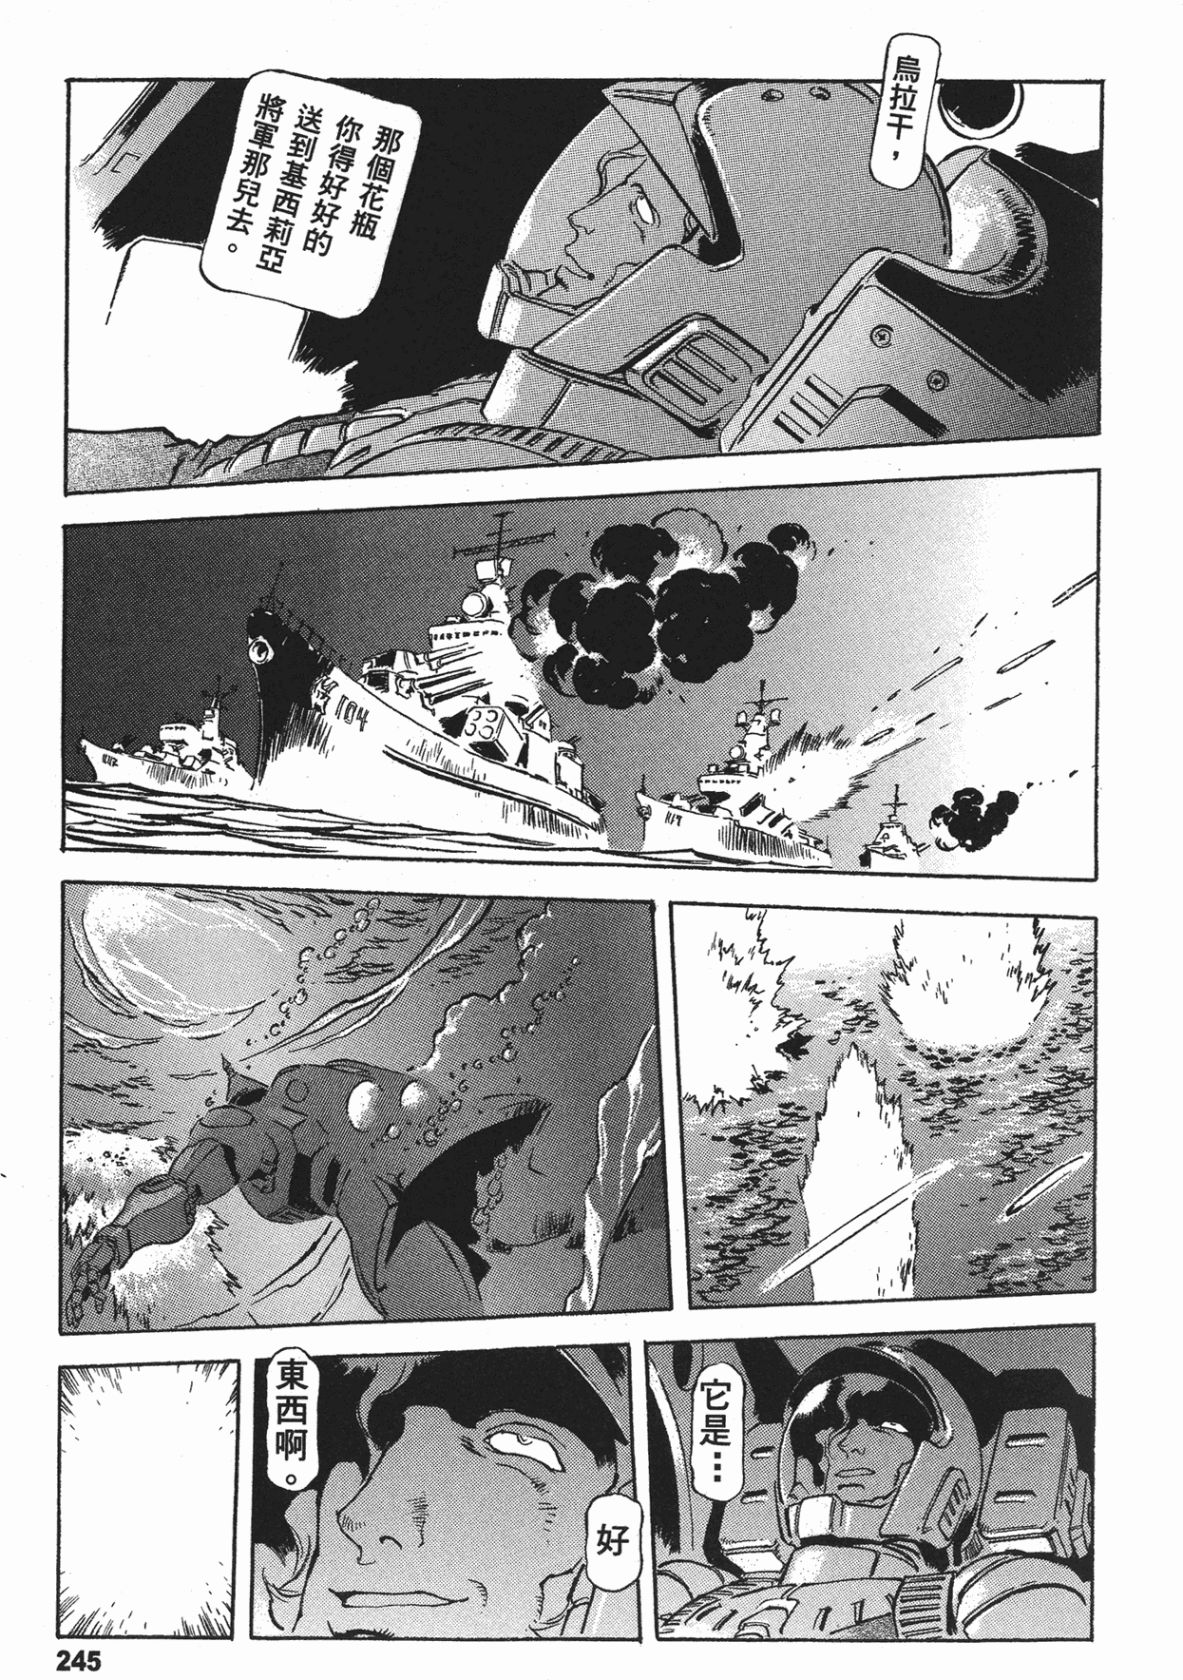 烏拉干，
那個花瓶
你得好好的
送到基西莉亞
將軍那兒去。
104
117
它是⋯
好
東西啊。
245